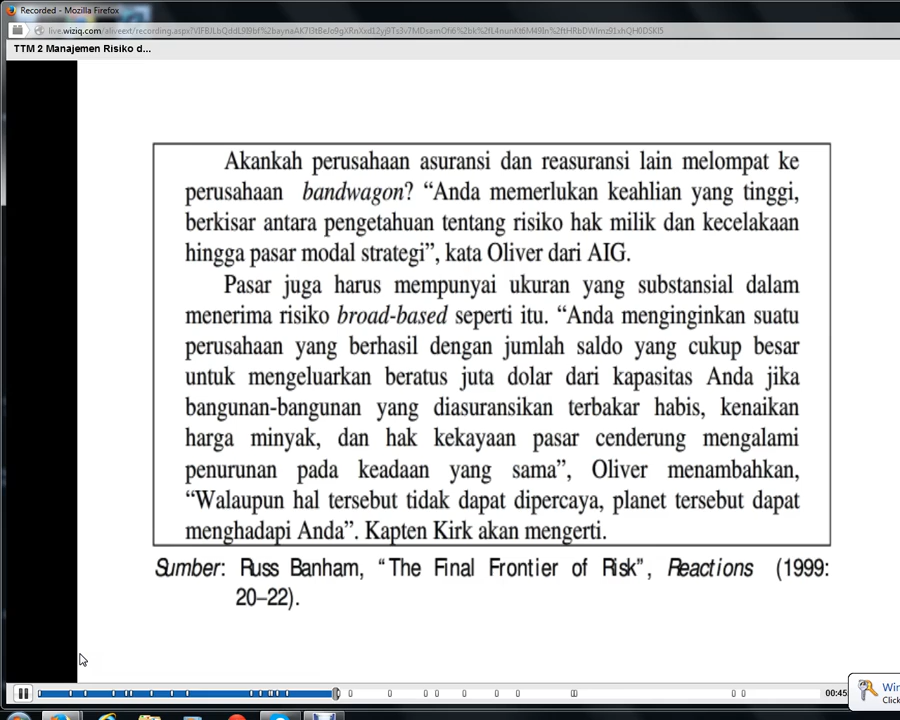 Recorded - Mozilla Firefox
TTM 2 Manajemen Risiko d...
Akankah perusahaan asuransi dan reasuransi lain melompat ke
perusahaan bandwagon? “Anda memerlukan keahlian yang tinggi,
berkisar antara pengetahuan tentang risiko hak milik dan kecelakaan
hingga pasar modal strategi”, kata Oliver dari AIG.
Pasar juga harus mempunyai ukuran yang substansial dalam
menerima risiko broad-based seperti itu. “Anda menginginkan suatu
perusahaan yang berhasil dengan jumlah saldo yang cukup besar
untuk mengeluarkan beratus juta dolar dari kapasitas Anda jika
bangunan-bangunan yang diasuransikan terbakar habis, kenaikan
harga minyak, dan hak kekayaan pasar cenderung mengalami
penurunan pada keadaan yang sama”, Oliver menambahkan,
“Walaupun hal tersebut tidak dapat dipercaya, planet tersebut dapat
menghadapi Anda”. Kapten Kirk akan mengerti.
Sumber: Russ Banham, “The Final Frontier of Risk”, Reactions (1999:
20–22).
00:45